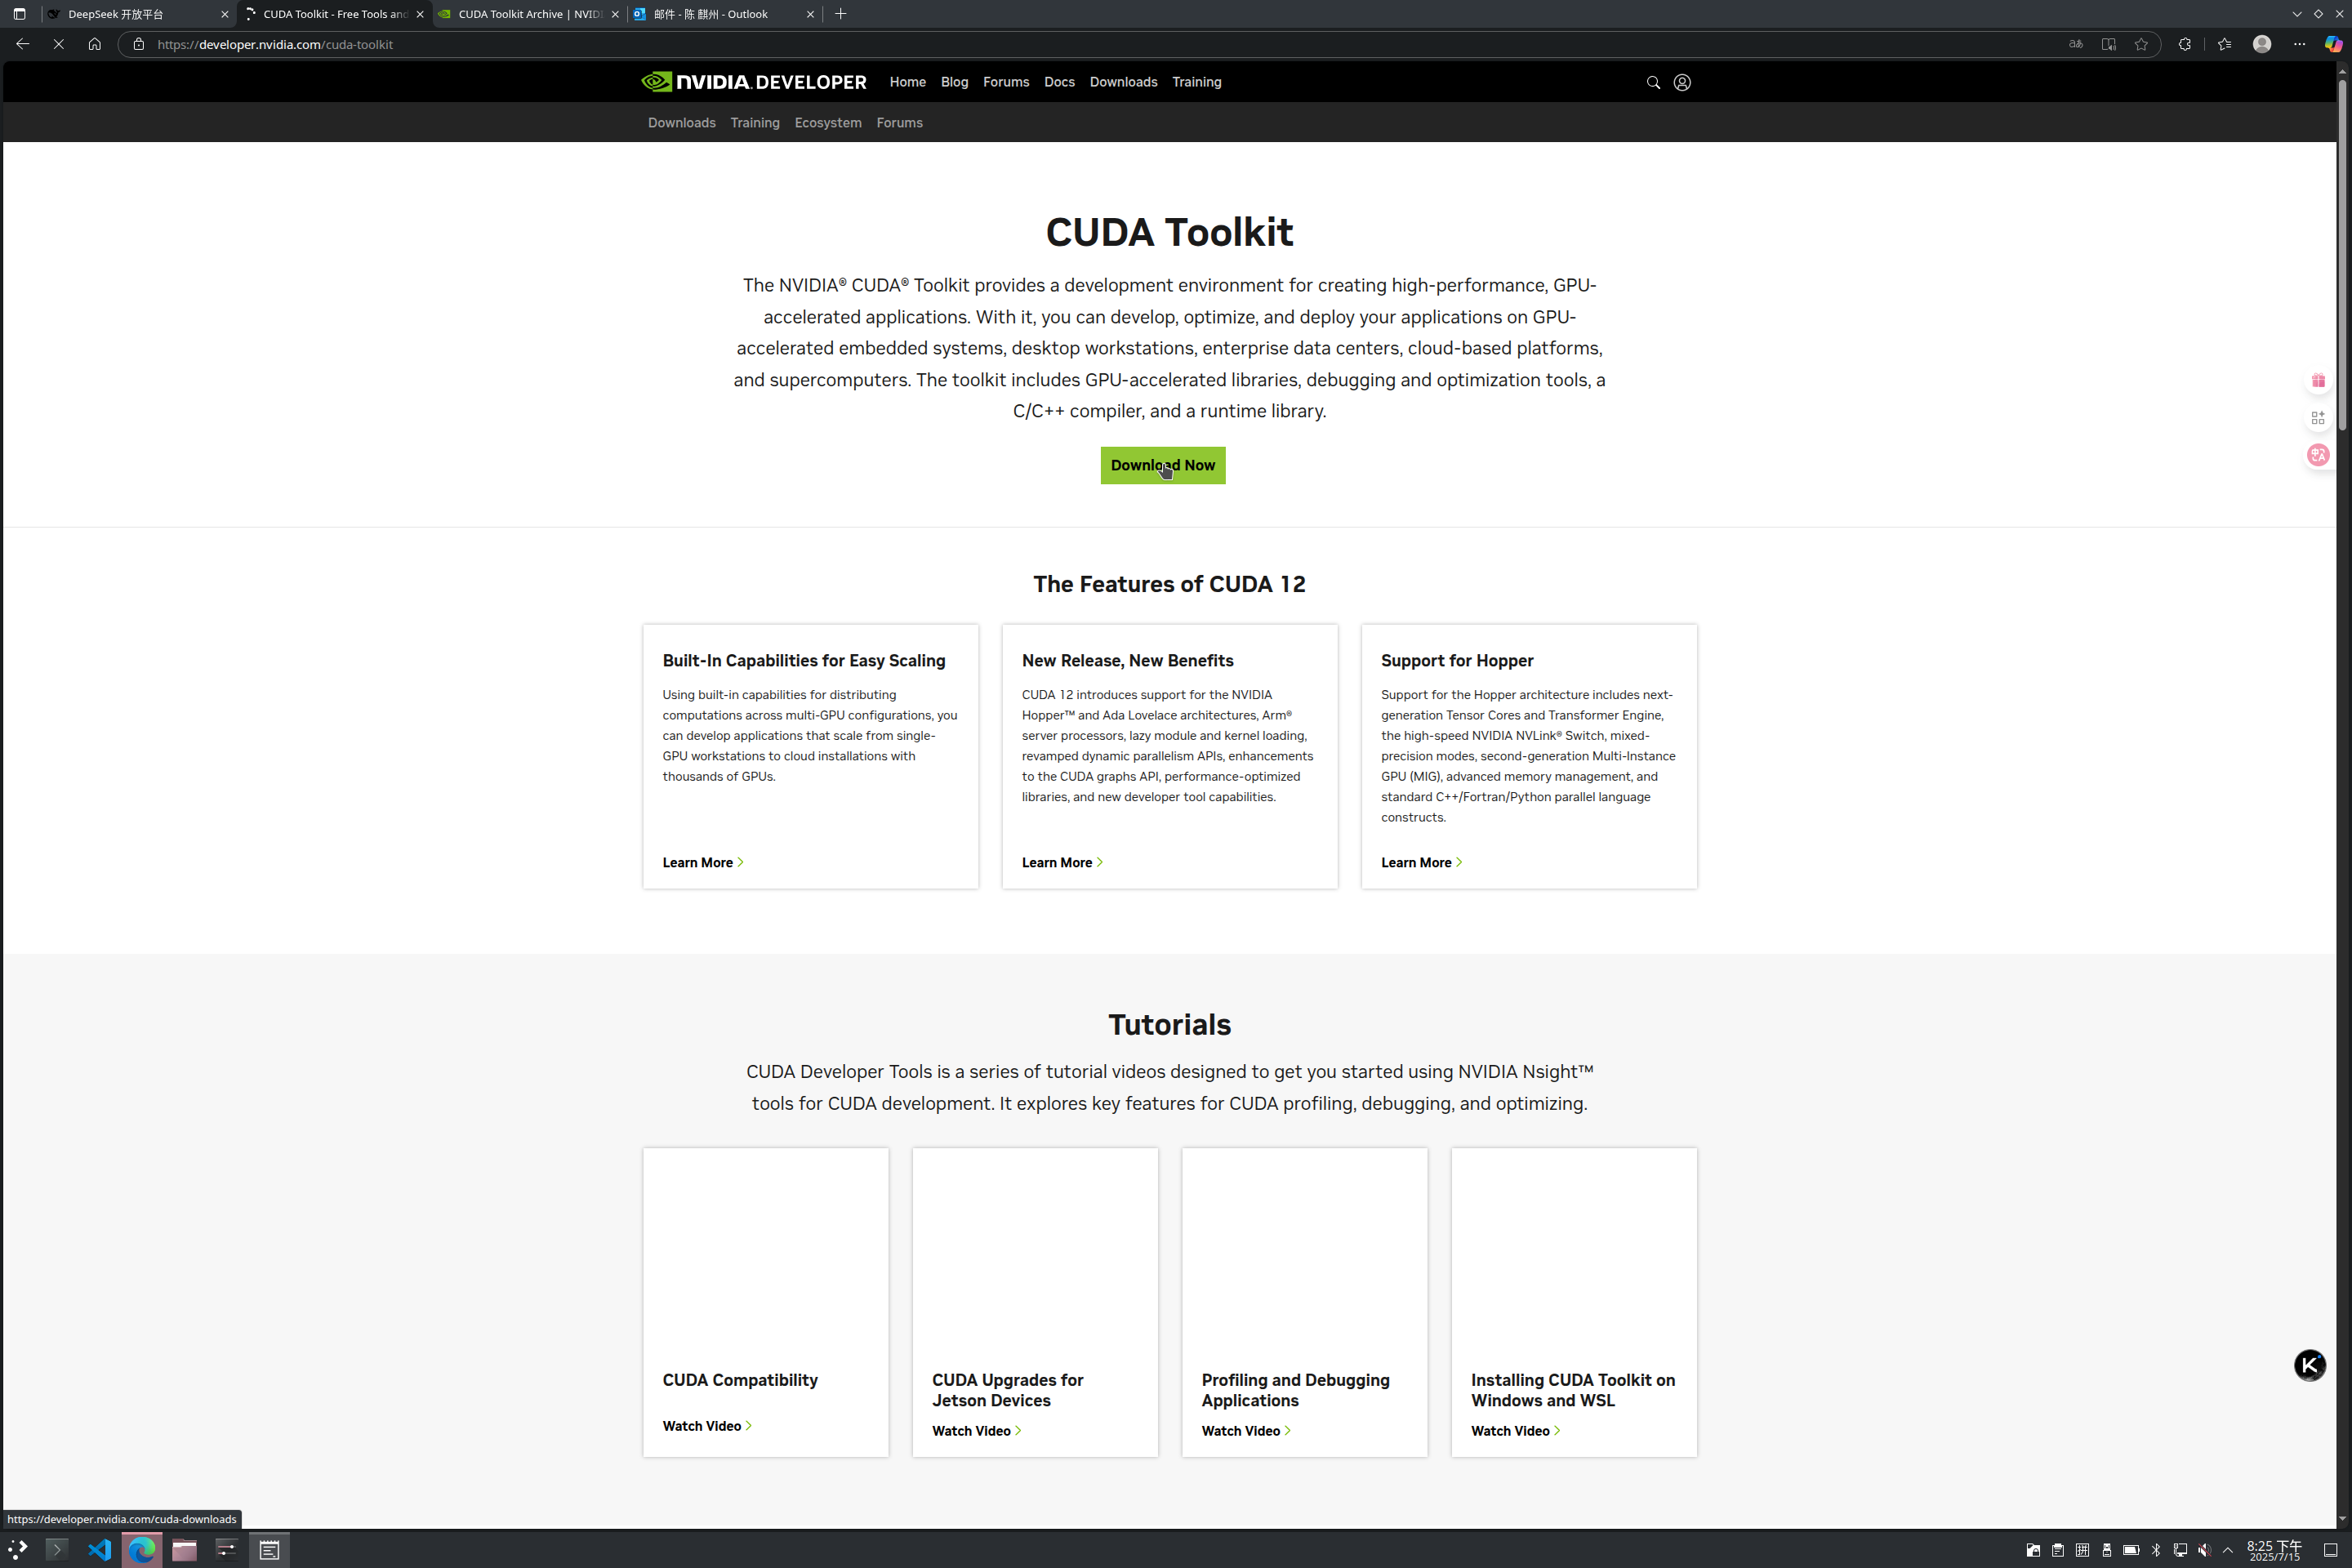 DeepSeek 开放平台
CUDA Toolkit - Free Tools and
CUDA Toolkit Archive | NVIDI
邮件 - 陈 麒州 - Outlook
https://developer.nvidia.com/cuda-toolkit
NVIDIA. DEVELOPER
Home Blog Forums Docs Downloads Training
Downloads Training Ecosystem Forums
CUDA Toolkit
The NVIDIA® CUDA® Toolkit provides a development environment for creating high-performance, GPU-
accelerated applications. With it, you can develop, optimize, and deploy your applications on GPU-
accelerated embedded systems, desktop workstations, enterprise data centers, cloud-based platforms,
and supercomputers. The toolkit includes GPU-accelerated libraries, debugging and optimization tools, a
C/C++ compiler, and a runtime library.
Download Now
The Features of CUDA 12
Built-In Capabilities for Easy Scaling
Using built-in capabilities for distributing
computations across multi-GPU configurations, you
can develop applications that scale from single-
GPU workstations to cloud installations with
thousands of GPUs.
Learn More
New Release, New Benefits
CUDA 12 introduces support for the NVIDIA
Hopper™ and Ada Lovelace architectures, Arm®
server processors, lazy module and kernel loading,
revamped dynamic parallelism APIs, enhancements
to the CUDA graphs API, performance-optimized
libraries, and new developer tool capabilities.
Learn More
Support for Hopper
Support for the Hopper architecture includes next-
generation Tensor Cores and Transformer Engine,
the high-speed NVIDIA NVLink® Switch, mixed-
precision modes, second-generation Multi-Instance
GPU (MIG), advanced memory management, and
standard C++/Fortran/Python parallel language
constructs.
Learn More
Tutorials
CUDA Developer Tools is a series of tutorial videos designed to get you started using NVIDIA Nsight™
tools for CUDA development. It explores key features for CUDA profiling, debugging, and optimizing.
CUDA Compatibility
Watch Video
CUDA Upgrades for
Jetson Devices
Watch Video
Profiling and Debugging
Applications
Watch Video
Installing CUDA Toolkit on
Windows and WSL
Watch Video
K
https://developer.nvidia.com/cuda-downloads
拼
8:25 下午
2025/7/15